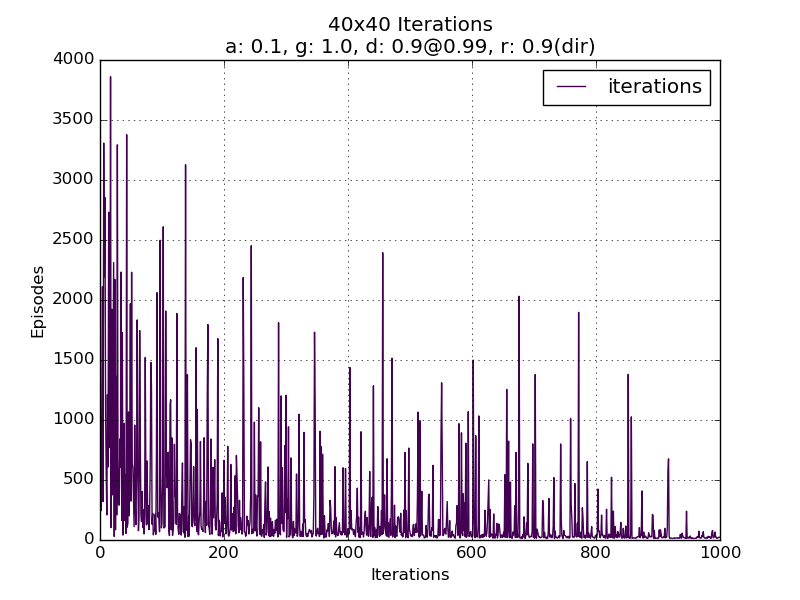 40x40 Iterations
a: 0.1, g: 1.0, d: 0.9@0.99, r: 0.9(dir)
iterations
4000
3500
3000
2500
2000
1500
1000
500
0
Episodes
0 200 400 600 800 1000
Iterations